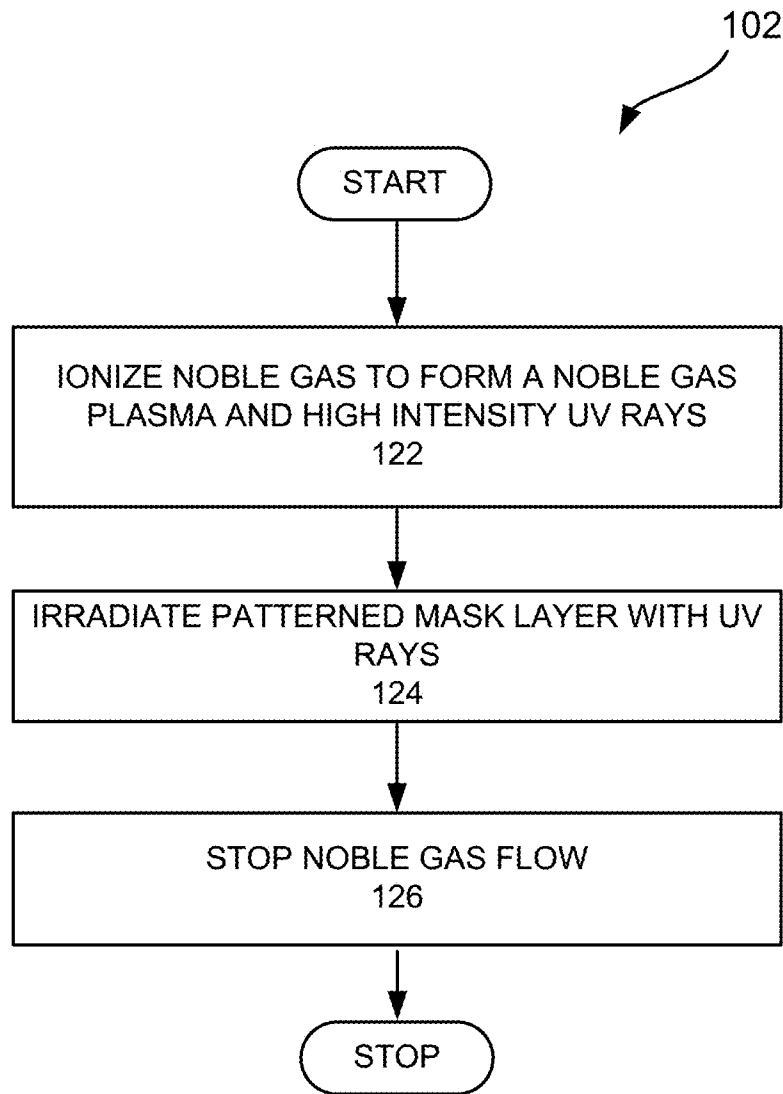 102
START
IONIZE NOBLE GAS TO FORM A NOBLE GAS
PLASMA AND HIGH INTENSITY UV RAYS
122
IRRADIATE PATTERNED MASK LAYER WITH UV
RAYS
124
STOP NOBLE GAS FLOW
126
STOP